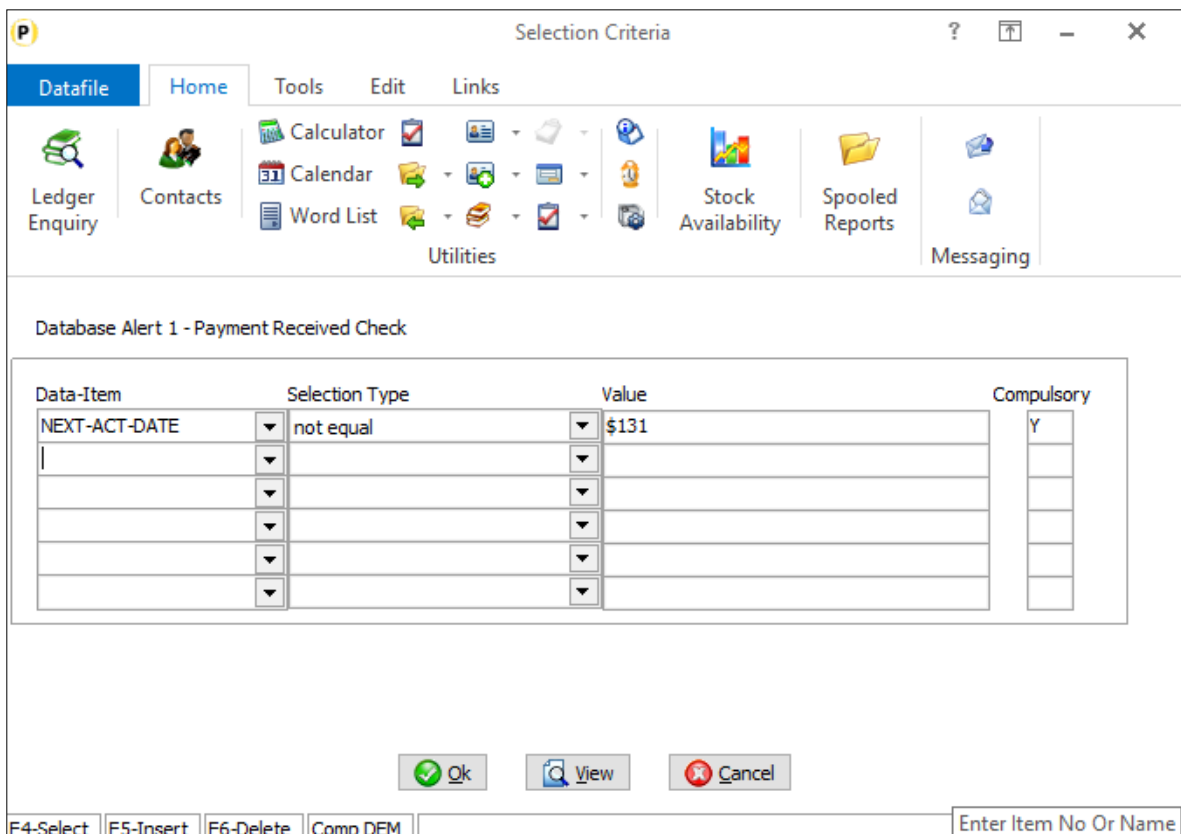 P
Selection Criteria
?
Datafile Home Tools Edit Links
Ledger Enquiry
Contacts
Calculator
31 Calendar
Word List
Utilities
Stock Availability
Spooled Reports
Messaging
Database Alert 1 - Payment Received Check
Data-Item Selection Type Value Compulsory
NEXT-ACT-DATE not equal $131 Y
Ok View Cancel
F4-Select F5-Insert F6-Delete Comp DEM
Enter Item No Or Name